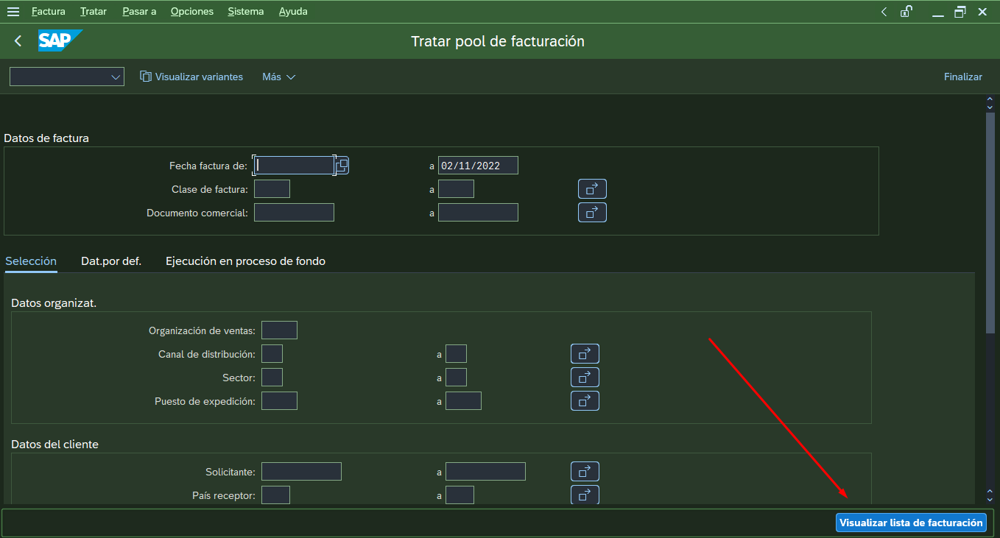 Factura Tratar Pasar a Opciones Sistema Ayuda
SAP Tratar pool de facturación
Visualizar variantes Más Finalizar
Datos de factura
Fecha factura de: a 02/11/2022
Clase de factura: a
Documento comercial: a
Selección Dat.por def. Ejecución en proceso de fondo
Datos organizat.
Organización de ventas:
Canal de distribución: a
Sector: a
Puesto de expedición: a
Datos del cliente
Solicitante: a
País receptor: a
Visualizar lista de facturación